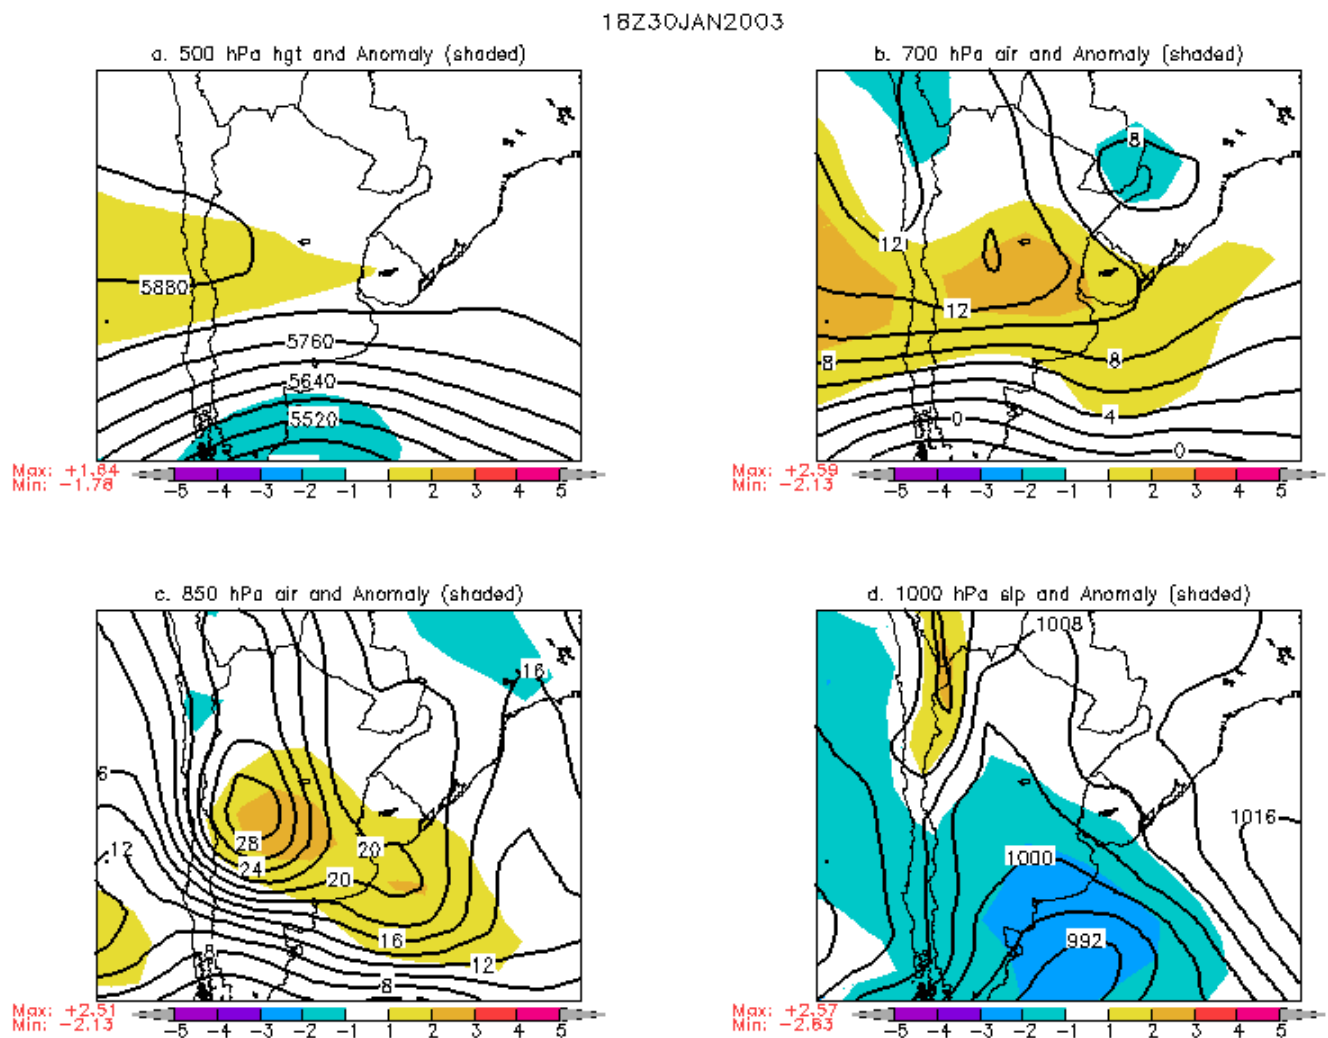 18Z30JAN2003
a. 500 hPa hgt and Anomaly (shaded)
5880
5760
5640
5520
Max: +1.84
Min: -1.78
-5 -4 -3 -2 -1 1 2 3 4 5
b. 700 hPa air and Anomaly (shaded)
8
12
12
8
8
4
0
0
Max: +2.59
Min: -2.13
-5 -4 -3 -2 -1 1 2 3 4 5
c. 850 hPa air and Anomaly (shaded)
16
6
12
28
20
24
20
16
8
12
8
Max: +2.51
Min: -2.13
-5 -4 -3 -2 -1 1 2 3 4 5
d. 1000 hPa slp and Anomaly (shaded)
1008
1016
1000
992
Max: +2.57
Min: -2.63
-5 -4 -3 -2 -1 1 2 3 4 5